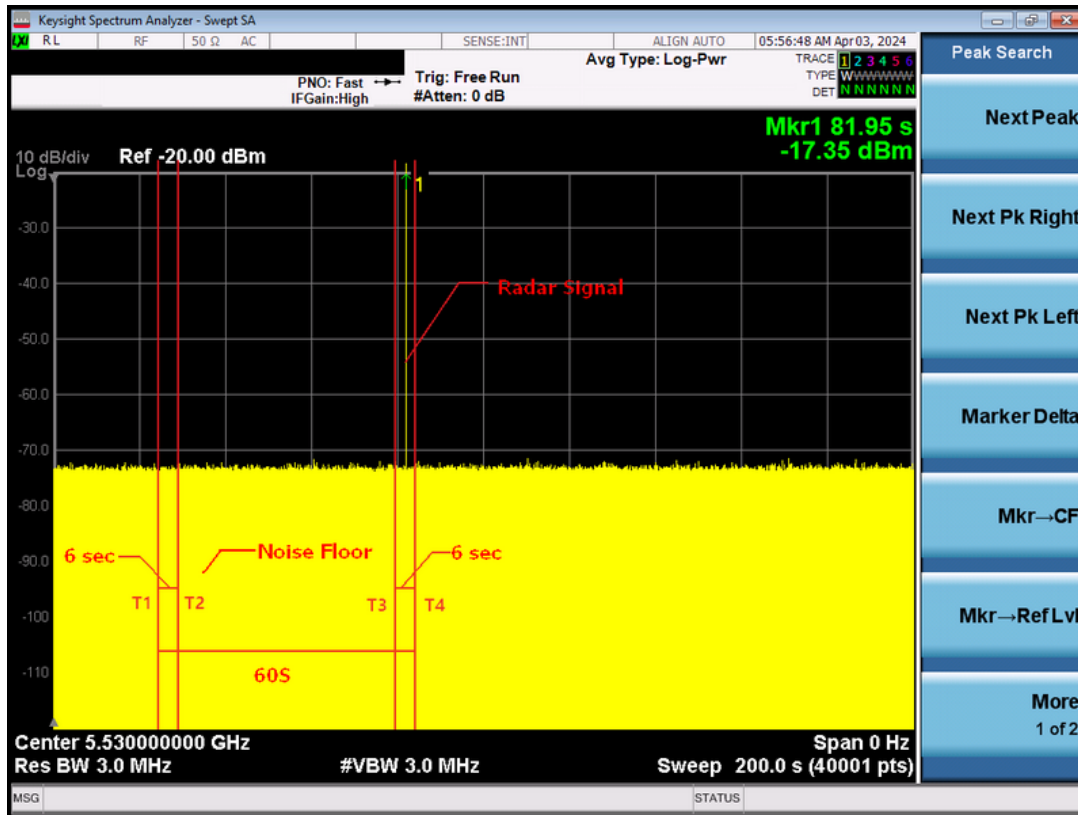 Keysight Spectrum Analyzer - Swept SA
LXI RL RF 50 Ω AC SENSE:INT ALIGN AUTO 05:56:48 AM Apr 03, 2024
Avg Type: Log-Pwr
TRACE 1 2 3 4 5 6
TYPE WWWWWWW
DET N N N N N N
PNO: Fast
IFGain:High
Trig: Free Run
#Atten: 0 dB
Peak Search
Mkr1 81.95 s
-17.35 dBm
10 dB/div Ref -20.00 dBm
Log
1
-30.0
-40.0
Radar Signal
-50.0
-60.0
-70.0
-80.0
-90.0
6 sec Noise Floor 6 sec
T1 T2 T3 T4
-100
-110
60S
Center 5.530000000 GHz Span 0 Hz
Res BW 3.0 MHz #VBW 3.0 MHz Sweep 200.0 s (40001 pts)
MSG STATUS
Next Peak
Next Pk Right
Next Pk Left
Marker Delta
Mkr→CF
Mkr→Ref Lvl
More
1 of 2